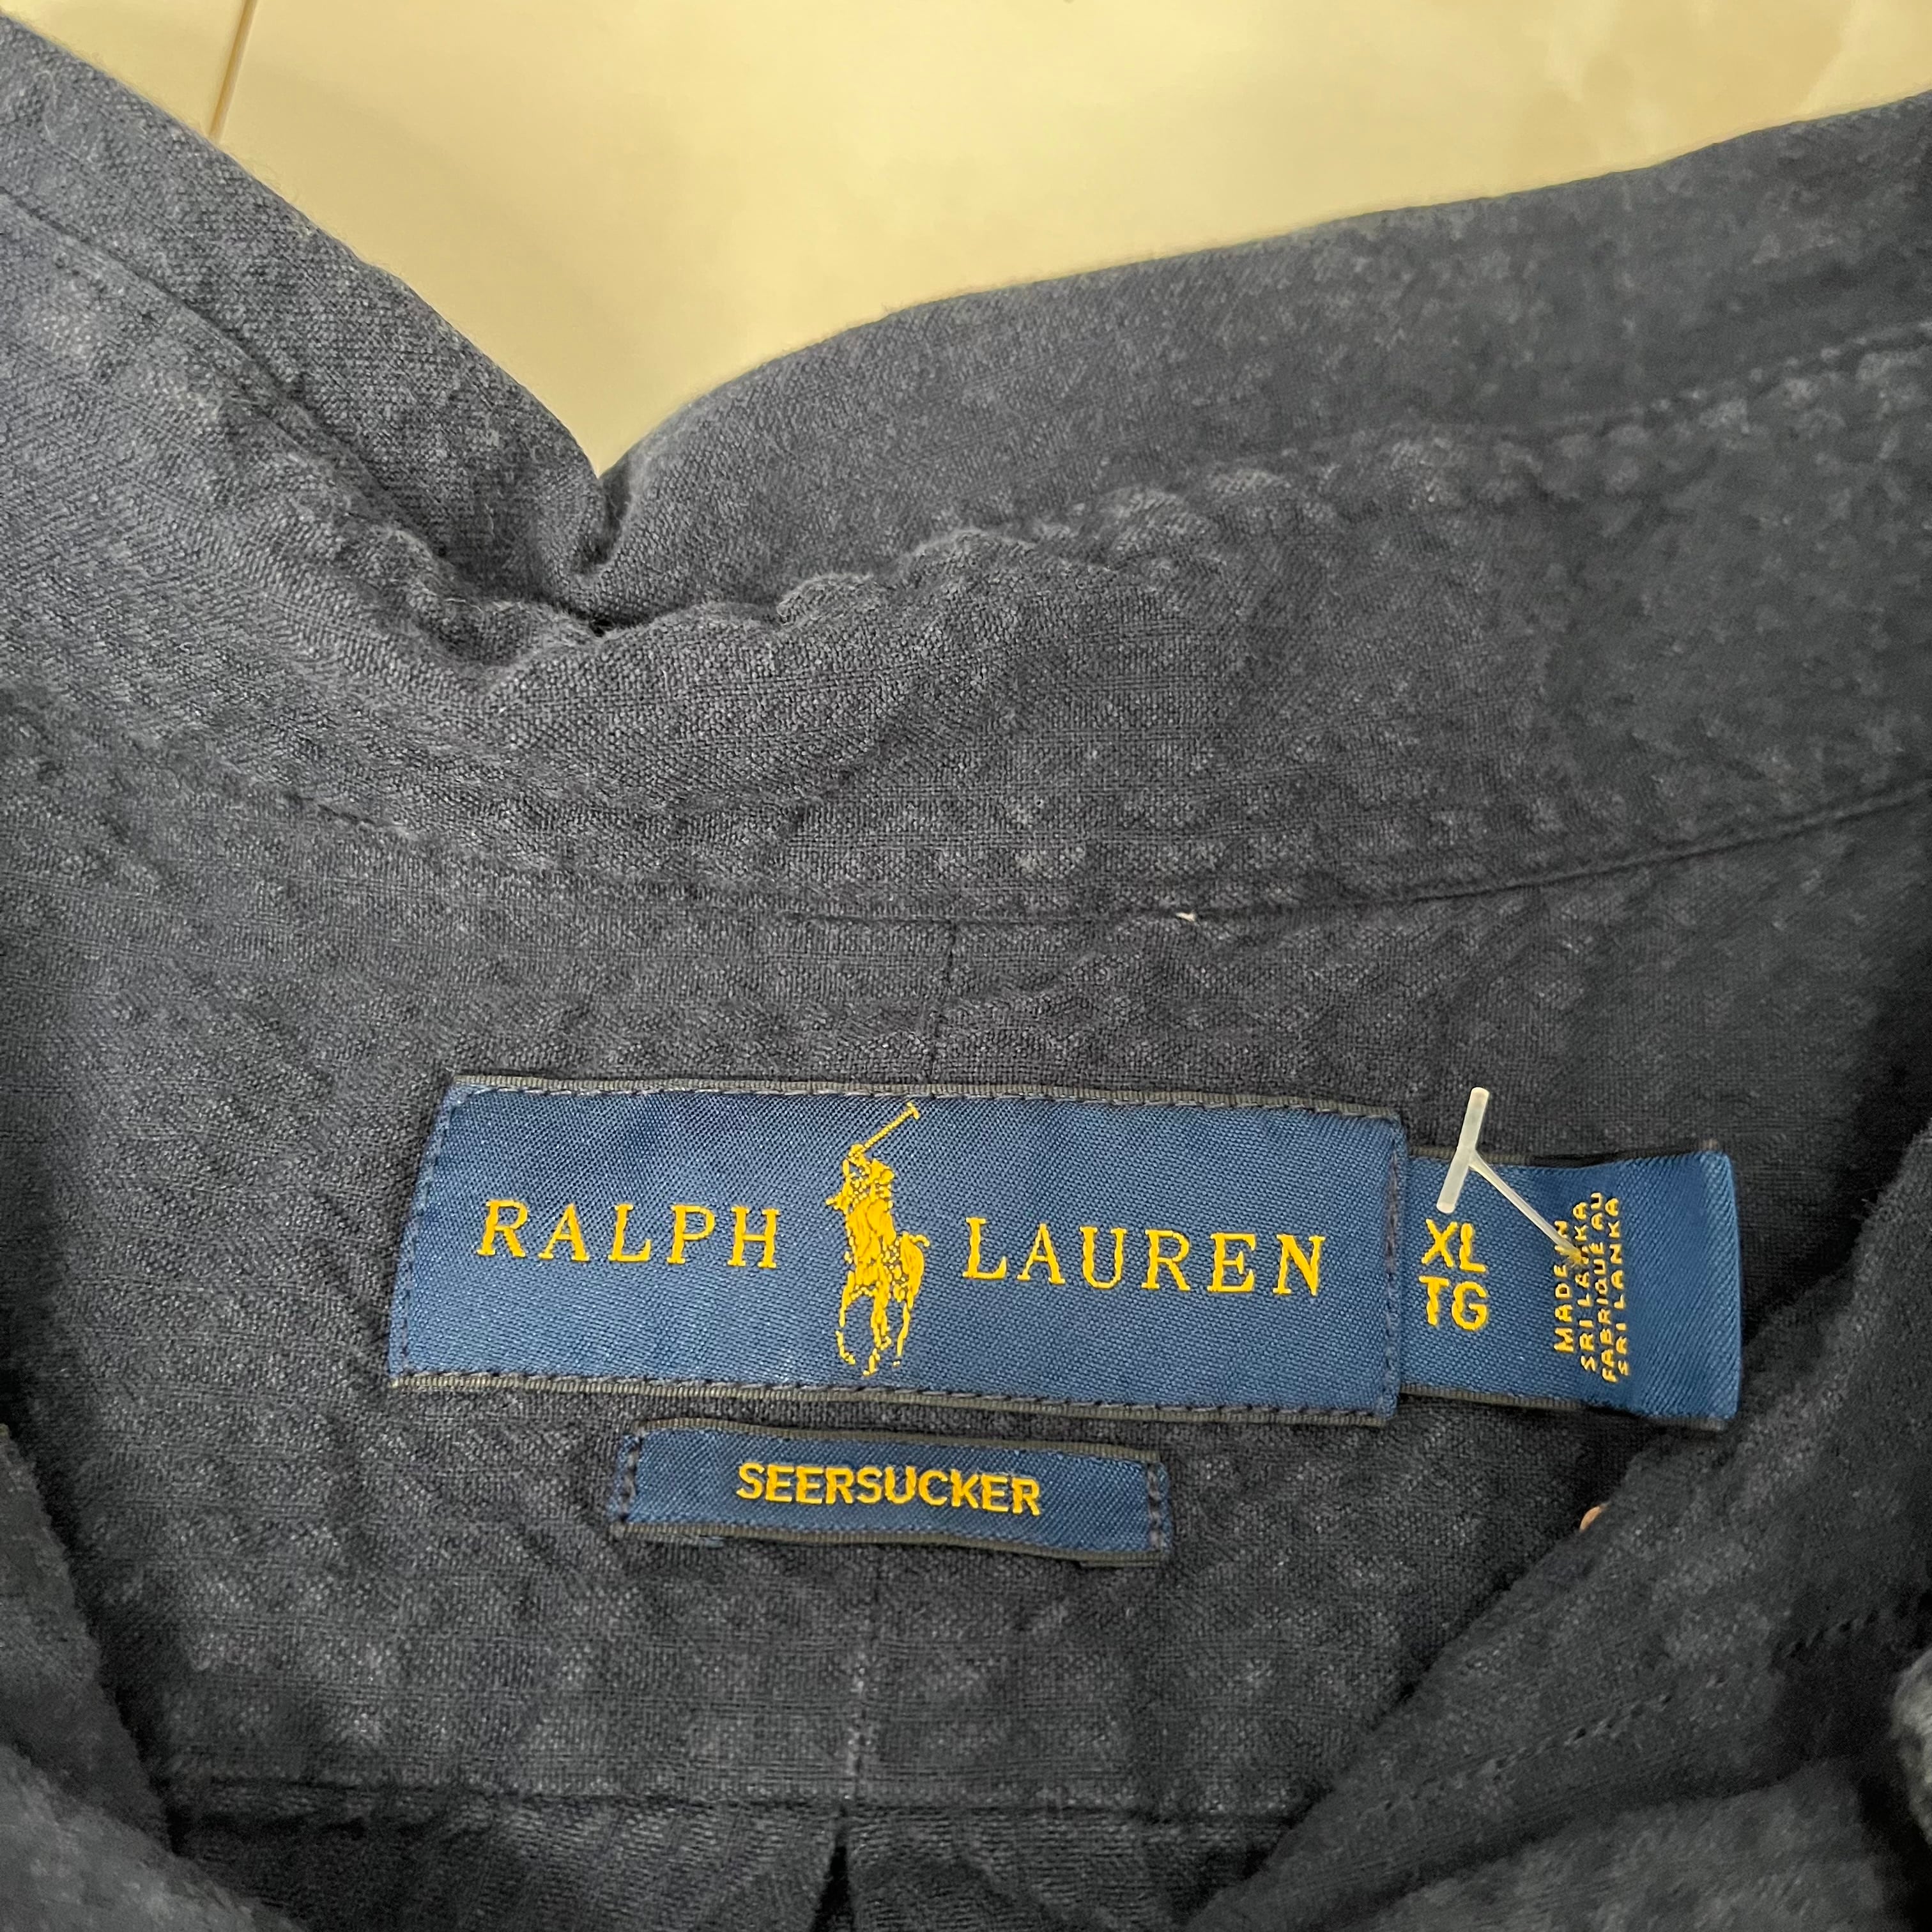 RALPH LAUREN
XL
TG
MADE IN
SRI LANKA
FABRIQUE AU
SRI LANKA
SEERSUCKER